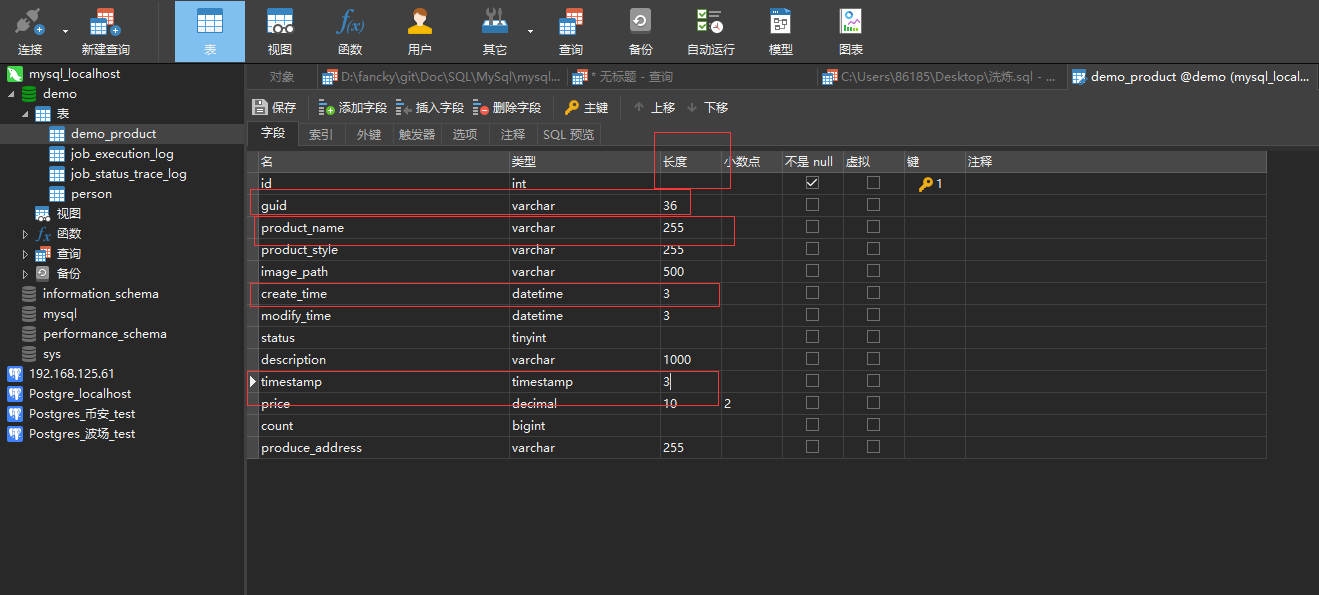 连接 新建查询 表 视图 函数 用户 其它 查询 备份 自动运行 模型 图表
mysql_localhost
demo
表
demo_product
job_execution_log
job_status_trace_log
person
视图
函数
查询
备份
information_schema
mysql
performance_schema
sys
192.168.125.61
Postgre_localhost
Postgres_币安_test
Postgres_波场_test
对象 D:\fancky\git\Doc\SQL\MySql\mysql... * 无标题 - 查询 C:\Users\86185\Desktop\洗炼.sql - ... demo_product @demo (mysql_local...
保存 添加字段 插入字段 删除字段 主键 上移 下移
字段 索引 外键 触发器 选项 注释 SQL 预览
名 类型 长度 小数点 不是 null 虚拟 键 注释
id int 1
guid varchar 36
product_name varchar 255
product_style varchar 255
image_path varchar 500
create_time datetime 3
modify_time datetime 3
status tinyint
description varchar 1000
timestamp timestamp 3
price decimal 10 2
count bigint
produce_address varchar 255